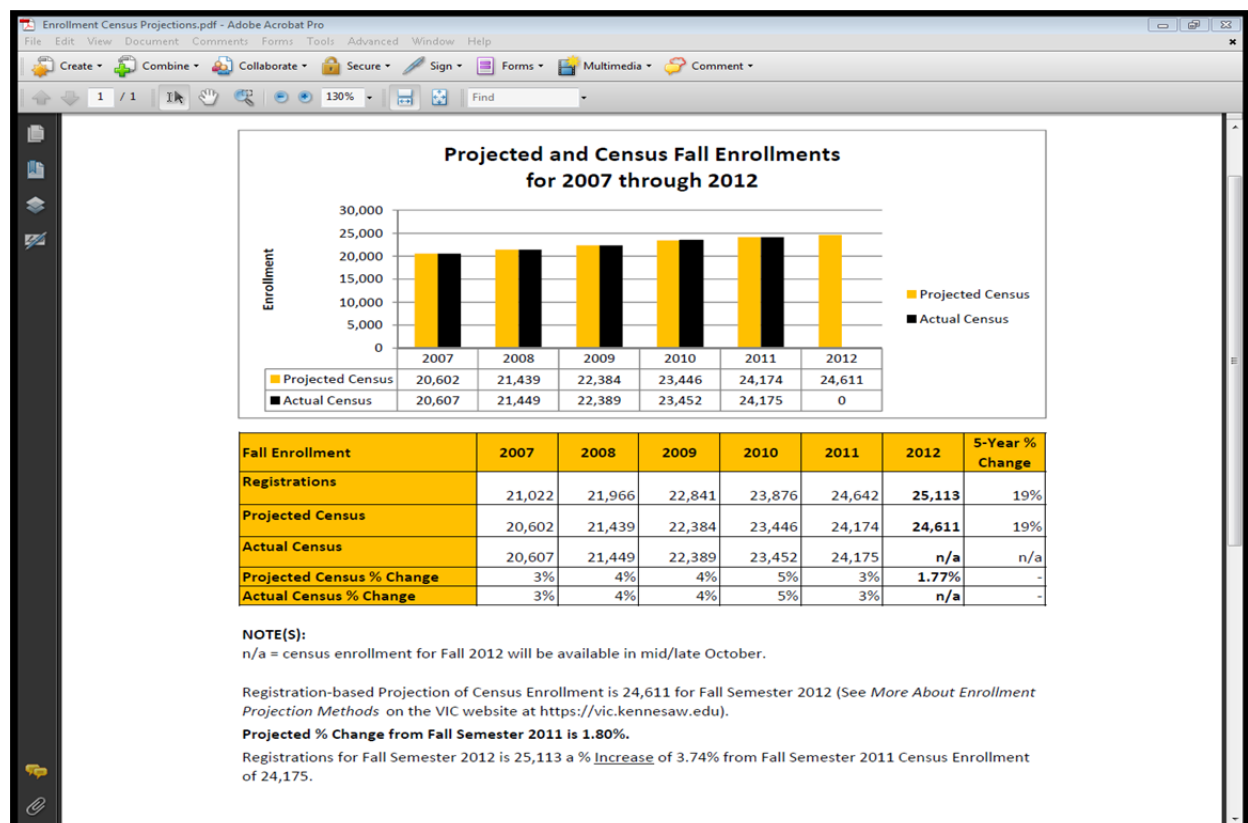 Enrollment Census Projections.pdf - Adobe Acrobat Pro
File Edit View Document Comments Forms Tools Advanced Window Help
Create Combine Collaborate Secure Sign Forms Multimedia Comment
1 / 1 130% Find
Projected and Census Fall Enrollments
for 2007 through 2012
Enrollment
30,000
25,000
20,000
15,000
10,000
5,000
0
Projected Census
Actual Census
2007 2008 2009 2010 2011 2012
Projected Census 20,602 21,439 22,384 23,446 24,174 24,611
Actual Census 20,607 21,449 22,389 23,452 24,175 0
Fall Enrollment 2007 2008 2009 2010 2011 2012 5-Year % Change
Registrations 21,022 21,966 22,841 23,876 24,642 25,113 19%
Projected Census 20,602 21,439 22,384 23,446 24,174 24,611 19%
Actual Census 20,607 21,449 22,389 23,452 24,175 n/a n/a
Projected Census % Change 3% 4% 4% 5% 3% 1.77% -
Actual Census % Change 3% 4% 4% 5% 3% n/a -
NOTE(S):
n/a = census enrollment for Fall 2012 will be available in mid/late October.
Registration-based Projection of Census Enrollment is 24,611 for Fall Semester 2012 (See More About Enrollment
Projection Methods on the VIC website at https://vic.kennesaw.edu).
Projected % Change from Fall Semester 2011 is 1.80%.
Registrations for Fall Semester 2012 is 25,113 a % Increase of 3.74% from Fall Semester 2011 Census Enrollment
of 24,175.